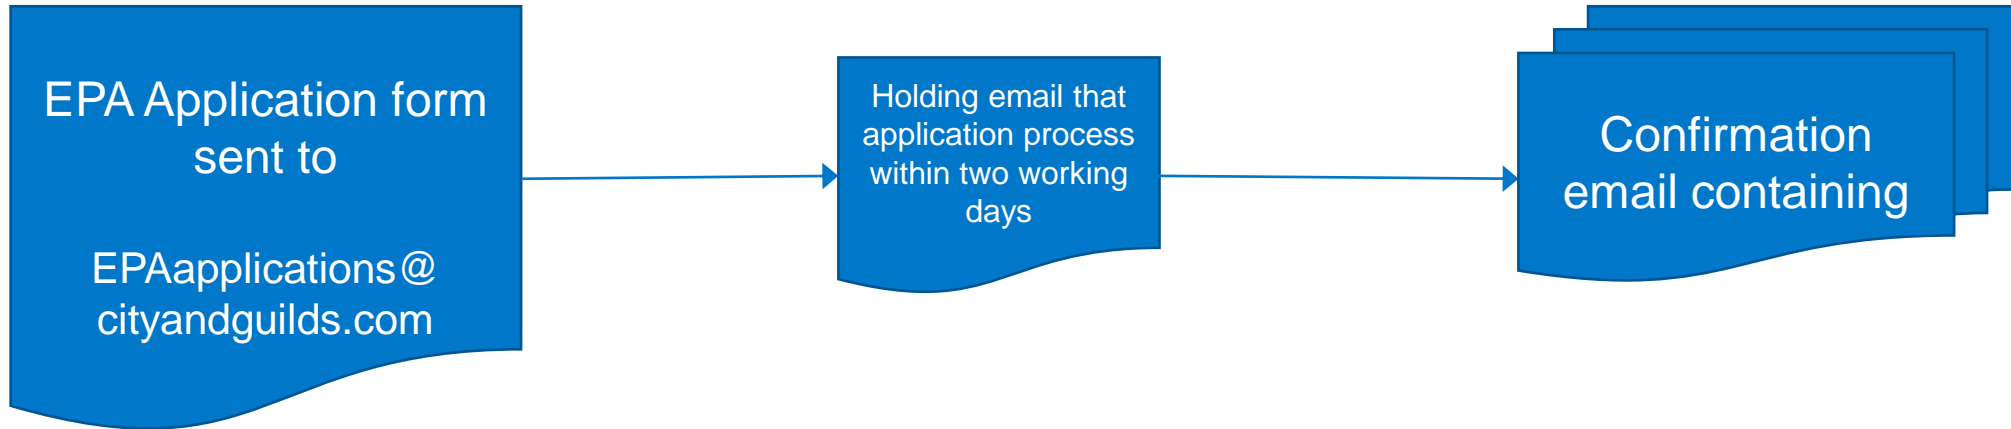 EPA Application form
sent to
EPAapplications@
cityandguilds.com
Holding email that
application process
within two working
days
Confirmation
email containing